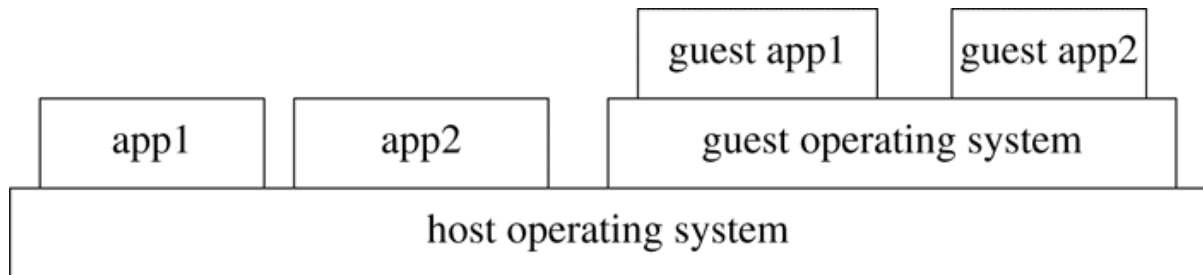 guest app1
guest app2
app1
app2
guest operating system
host operating system